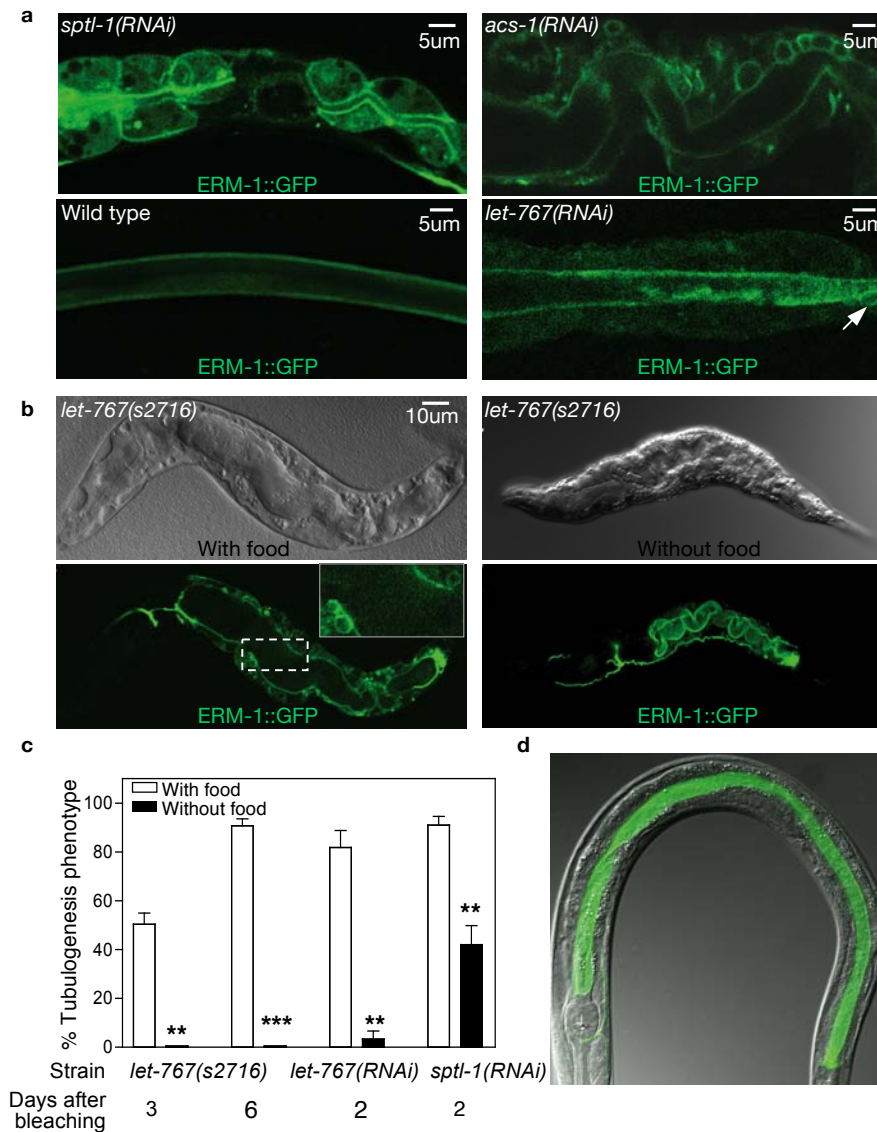 a
sptl-1(RNAi)
5um
ERM-1::GFP
acs-1(RNAi)
5um
ERM-1::GFP
Wild type
5um
ERM-1::GFP
let-767(RNAi)
5um
ERM-1::GFP
b
let-767(s2716)
10um
With food
let-767(s2716)
Without food
ERM-1::GFP
ERM-1::GFP
c
With food
Without food
% Tubulogenesis phenotype
100
80
60
40
20
0
**
***
**
**
Strain let-767(s2716) let-767(RNAi) sptl-1(RNAi)
Days after bleaching 3 6 2 2
d